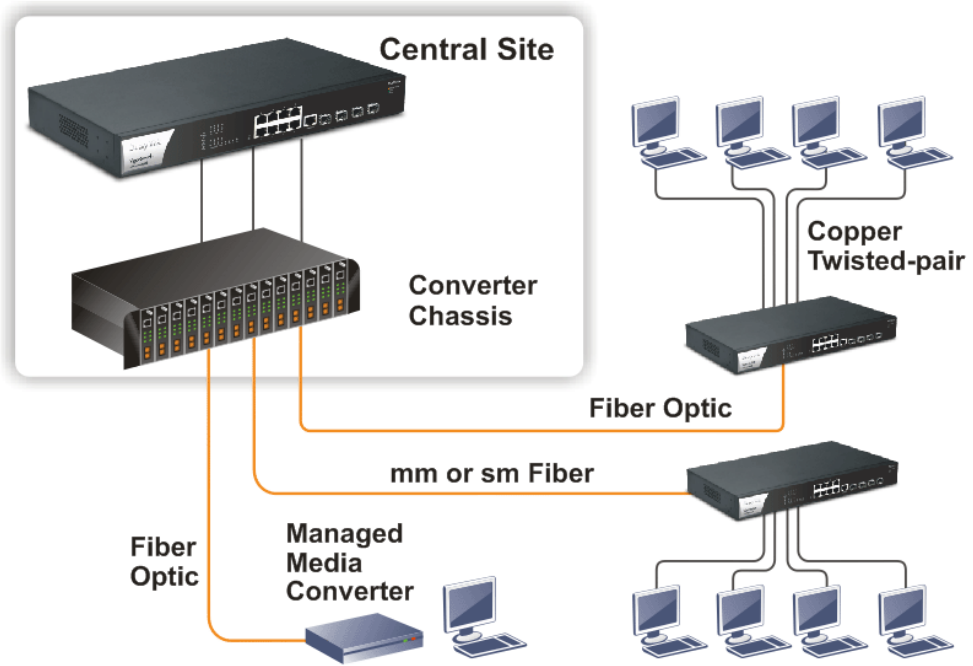 Central Site
Converter
Chassis
Copper
Twisted-pair
Fiber Optic
mm or sm Fiber
Fiber
Optic
Managed
Media
Converter